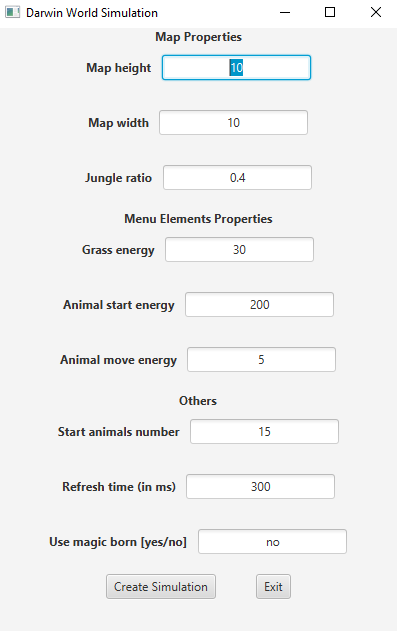 Darwin World Simulation
Map Properties
Map height 10
Map width 10
Jungle ratio 0.4
Menu Elements Properties
Grass energy 30
Animal start energy 200
Animal move energy 5
Others
Start animals number 15
Refresh time (in ms) 300
Use magic born [yes/no] no
Create Simulation Exit